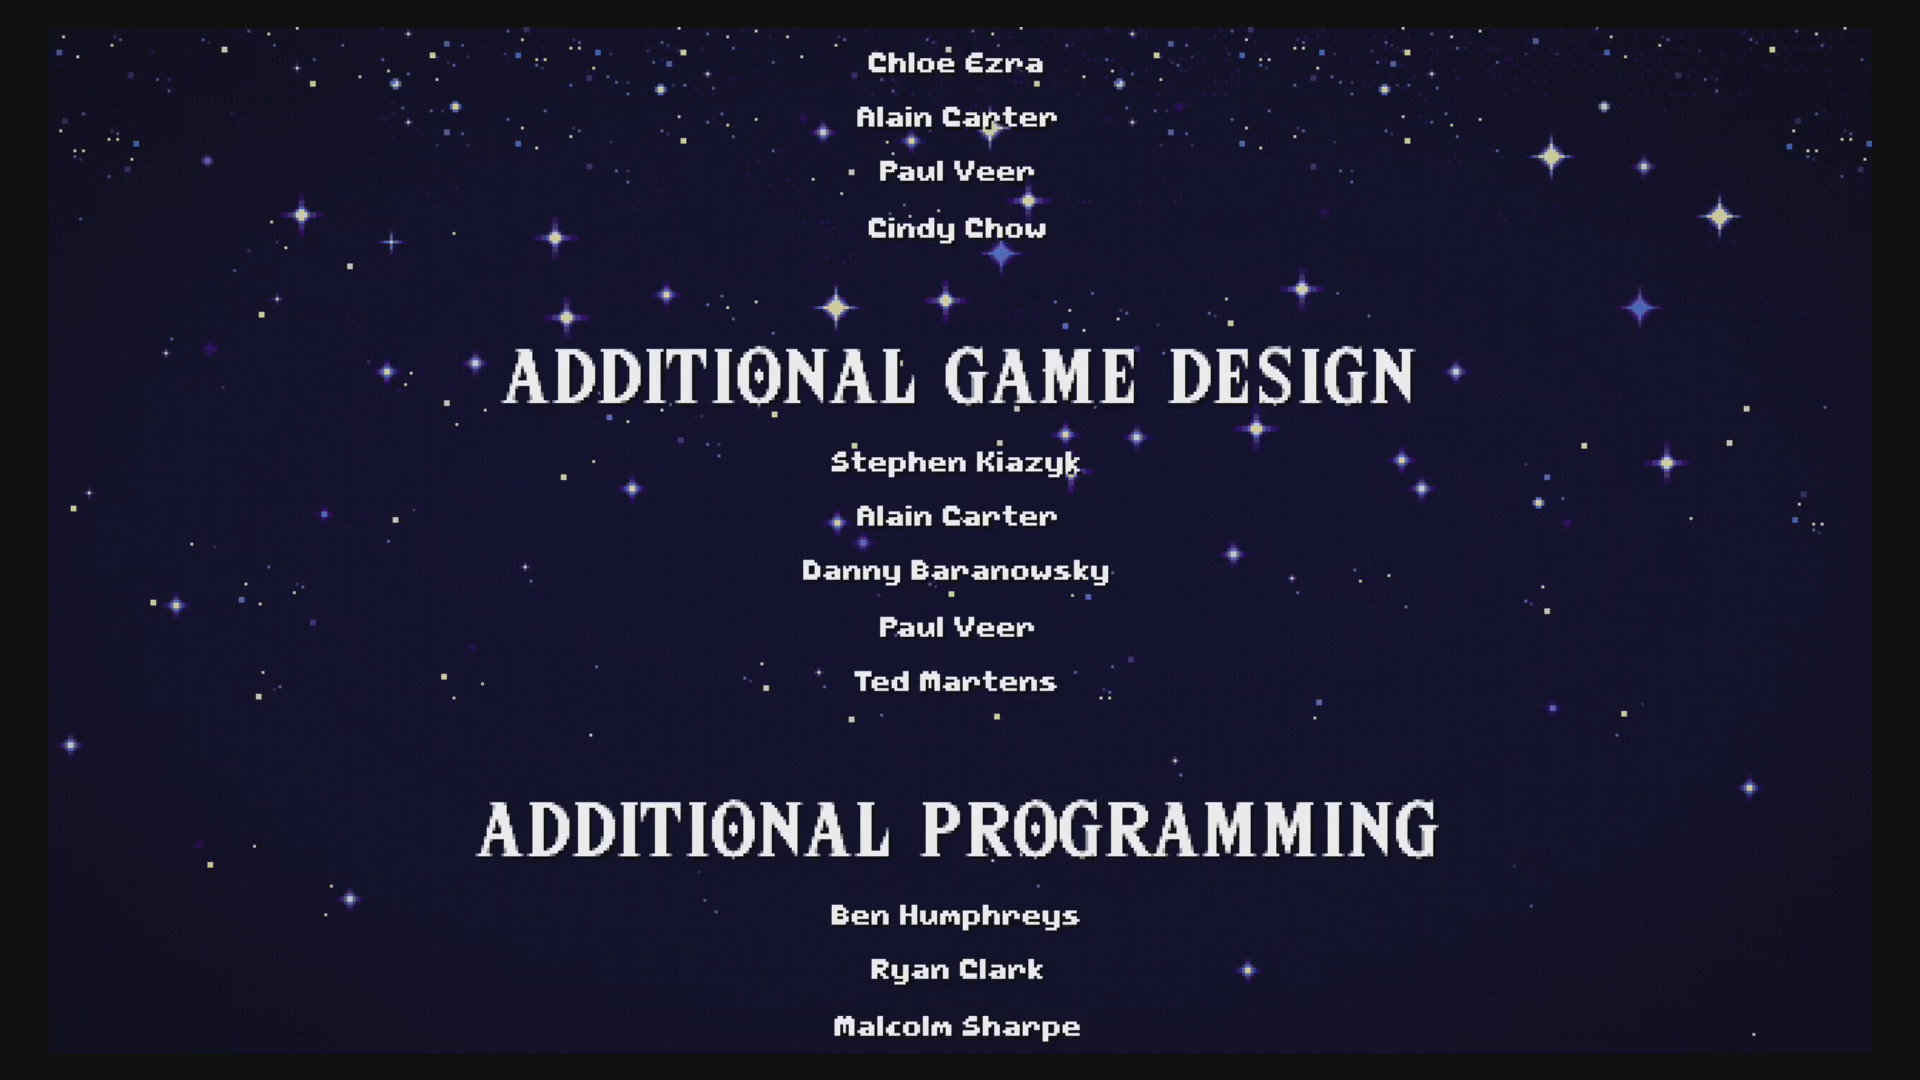 Chloe Ezra
Alain Carter
Paul Veer
Cindy Chow
ADDITIONAL GAME DESIGN
Stephen Kiazyk
Alain Carter
Danny Baranowsky
Paul Veer
Ted Martens
ADDITIONAL PROGRAMMING
Ben Humphreys
Ryan Clark
Malcolm Sharpe